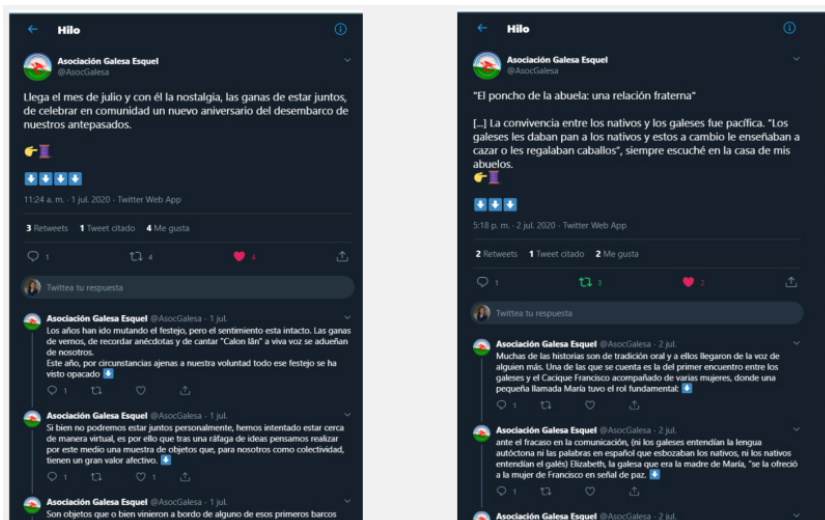 Hilo
Asociación Galesa Esquel
@AsocGalesa
Llega el mes de julio y con él la nostalgia, las ganas de estar juntos,
de celebrar en comunidad un nuevo aniversario del desembarco de
nuestros antepasados.
11:24 a. m. · 1 jul. 2020 · Twitter Web App
3 Retweets 1 Tweet citado 4 Me gusta
1 4 4
Twittea tu respuesta
Asociación Galesa Esquel @AsocGalesa · 1 jul.
Los años han ido mutando el festejo, pero el sentimiento esta intacto. Las ganas
de vernos, de recordar anécdotas y de cantar "Calon lân" a viva voz se adueñan
de nosotros.
Este año, por circunstancias ajenas a nuestra voluntad todo ese festejo se ha
visto opacado
1
Asociación Galesa Esquel @AsocGalesa · 1 jul.
Si bien no podremos estar juntos personalmente, hemos intentado estar cerca
de manera virtual, es por ello que tras una ráfaga de ideas pensamos realizar
por este medio una muestra de objetos que, para nosotros como colectividad,
tienen un gran valor afectivo.
1 1
Asociación Galesa Esquel @AsocGalesa · 1 jul.
Son objetos que o bien vinieron a bordo de alguno de esos primeros barcos
Hilo
Asociación Galesa Esquel
@AsocGalesa
"El poncho de la abuela: una relación fraterna"
[...] La convivencia entre los nativos y los galeses fue pacífica. "Los
galeses les daban pan a los nativos y estos a cambio le enseñaban a
cazar o les regalaban caballos", siempre escuché en la casa de mis
abuelos.
5:18 p. m. · 2 jul. 2020 · Twitter Web App
2 Retweets 1 Tweet citado 2 Me gusta
1 3 2
Twittea tu respuesta
Asociación Galesa Esquel @AsocGalesa · 2 jul.
Muchas de las historias son de tradición oral y a ellos llegaron de la voz de
alguien más. Una de las que se cuenta es la del primer encuentro entre los
galeses y el Cacique Francisco acompañado de varias mujeres, donde una
pequeña llamada María tuvo el rol fundamental:
1
Asociación Galesa Esquel @AsocGalesa · 2 jul.
ante el fracaso en la comunicación, (ni los galeses entendían la lengua
autóctona ni las palabras en español que esbozaban los nativos, ni los nativos
entendían el galés) Elizabeth, la galesa que era la madre de María, "se la ofreció
a la mujer de Francisco en señal de paz.
1
Asociación Galesa Esquel @AsocGalesa · 2 jul.